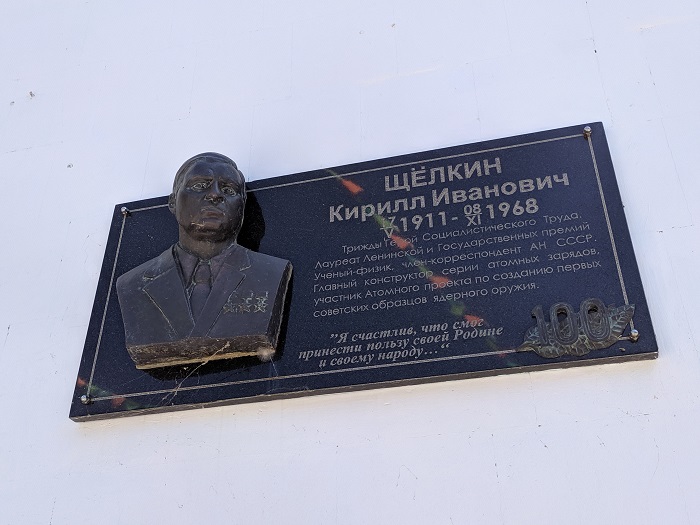 ЩЁЛКИН
Кирилл Иванович
1911 - 08 XI 1968
Трижды Герой Социалистического Труда.
Лауреат Ленинской и Государственных премий
Ученый-физик, член-корреспондент АН СССР.
Главный конструктор серии атомных зарядов,
участник Атомного проекта по созданию первых
советских образцов ядерного оружия.
"Я счастлив, что смог
принести пользу своей Родине
и своему народу..."
100